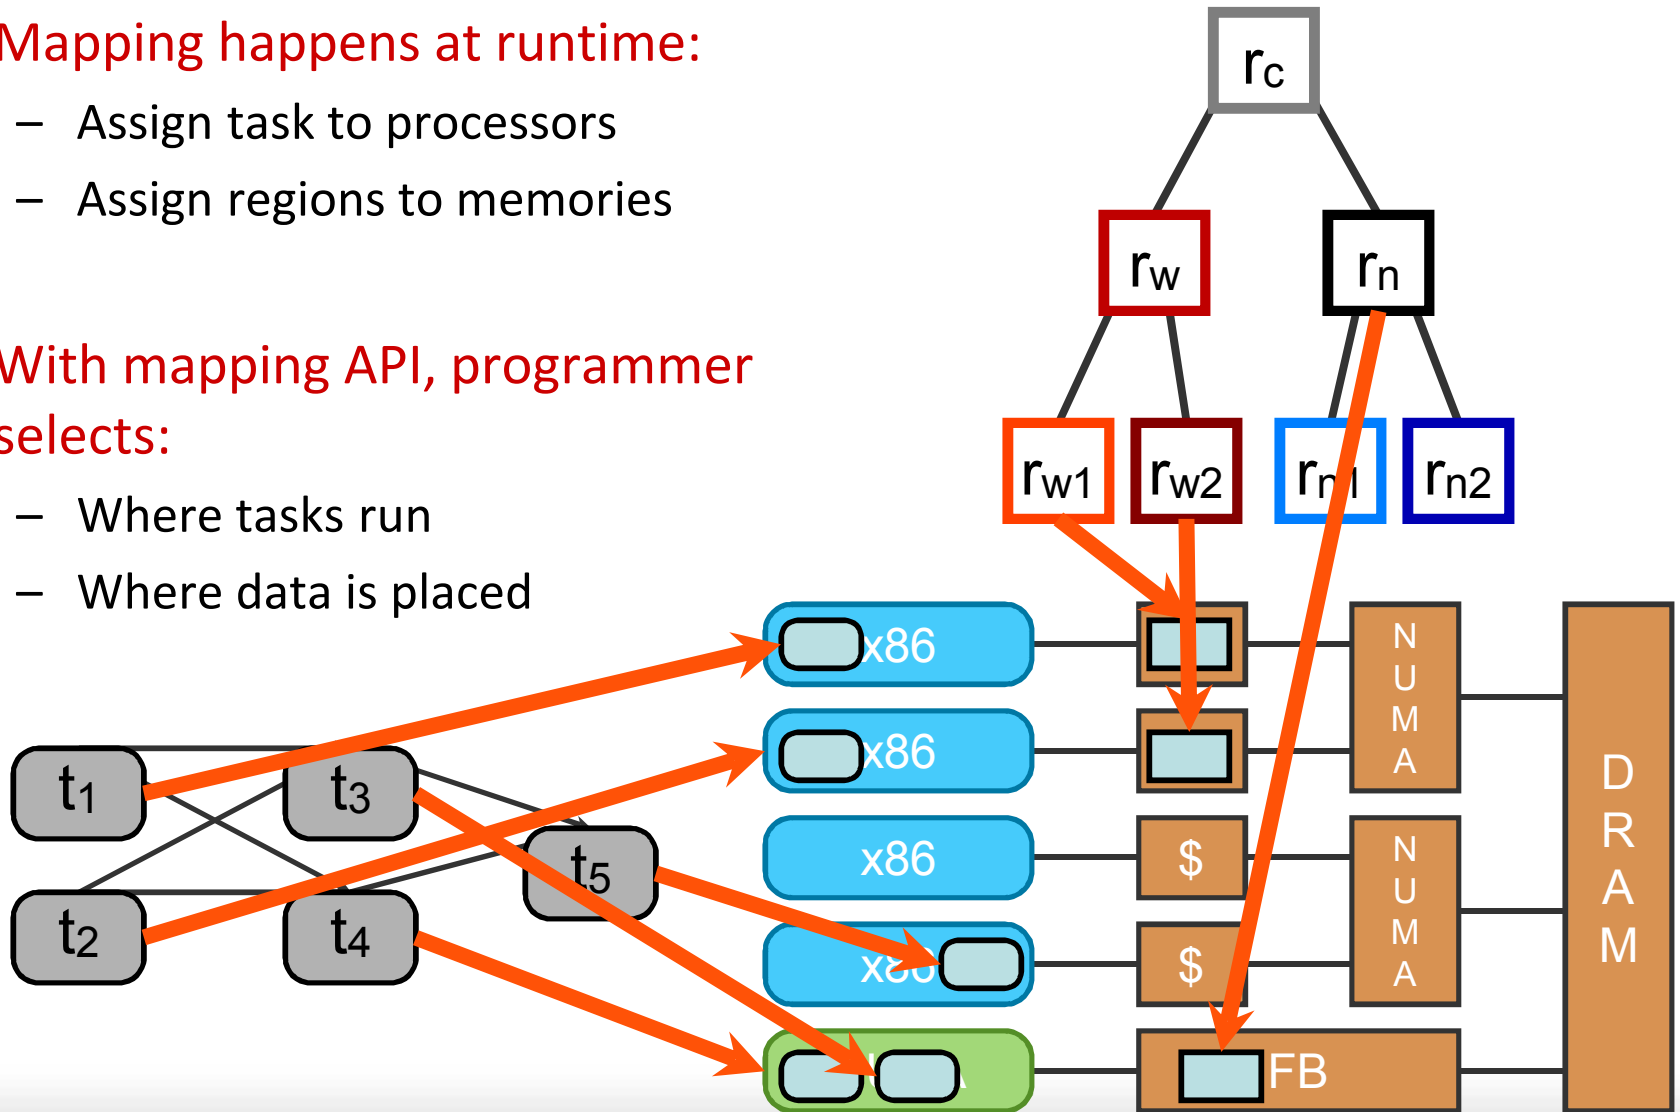 Mapping happens at runtime:
– Assign task to processors
– Assign regions to memories
With mapping API, programmer
selects:
– Where tasks run
– Where data is placed
rc
rw
rn
rw1
rw2
rn1
rn2
t1
t2
t3
t4
t5
x86
x86
x86
x86
$
$
NUMA
NUMA
FB
DRAM